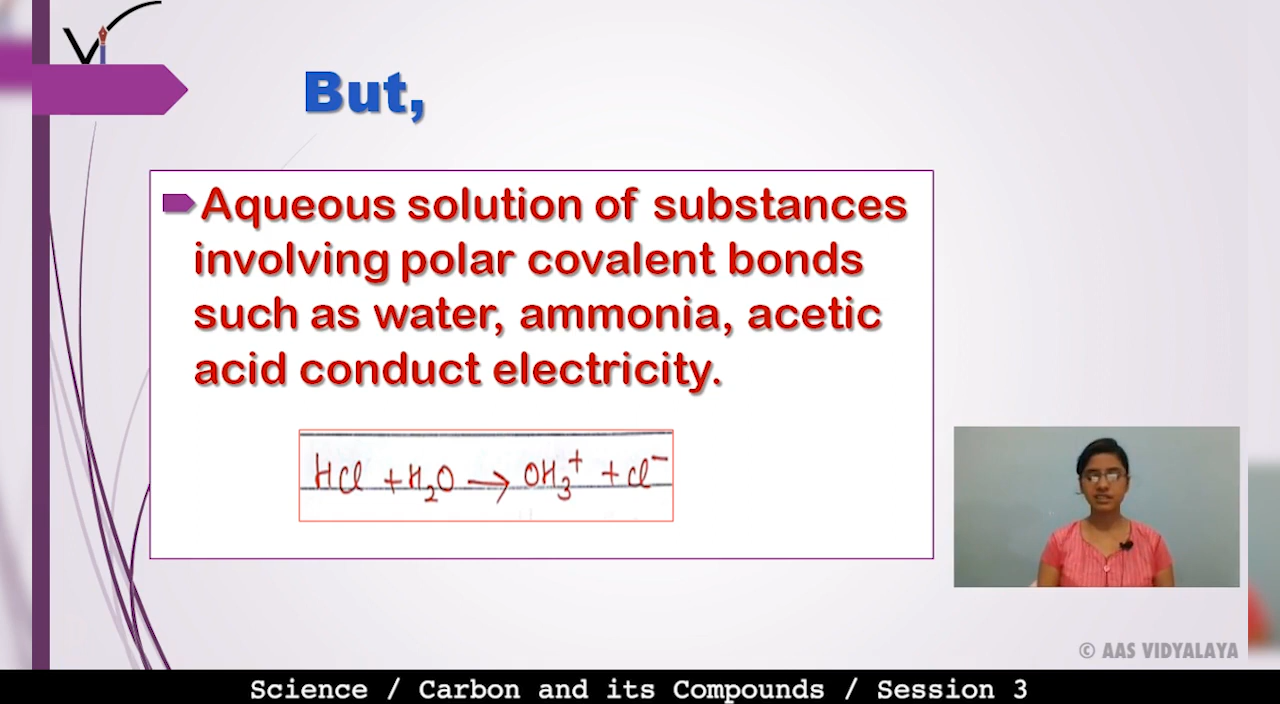 Vi
But,
Aqueous solution of substances
involving polar covalent bonds
such as water, ammonia, acetic
acid conduct electricity.
HCl + H₂O → OH₃⁺ + Cl⁻
© AAS VIDYALAYA
Science / Carbon and its Compounds / Session 3